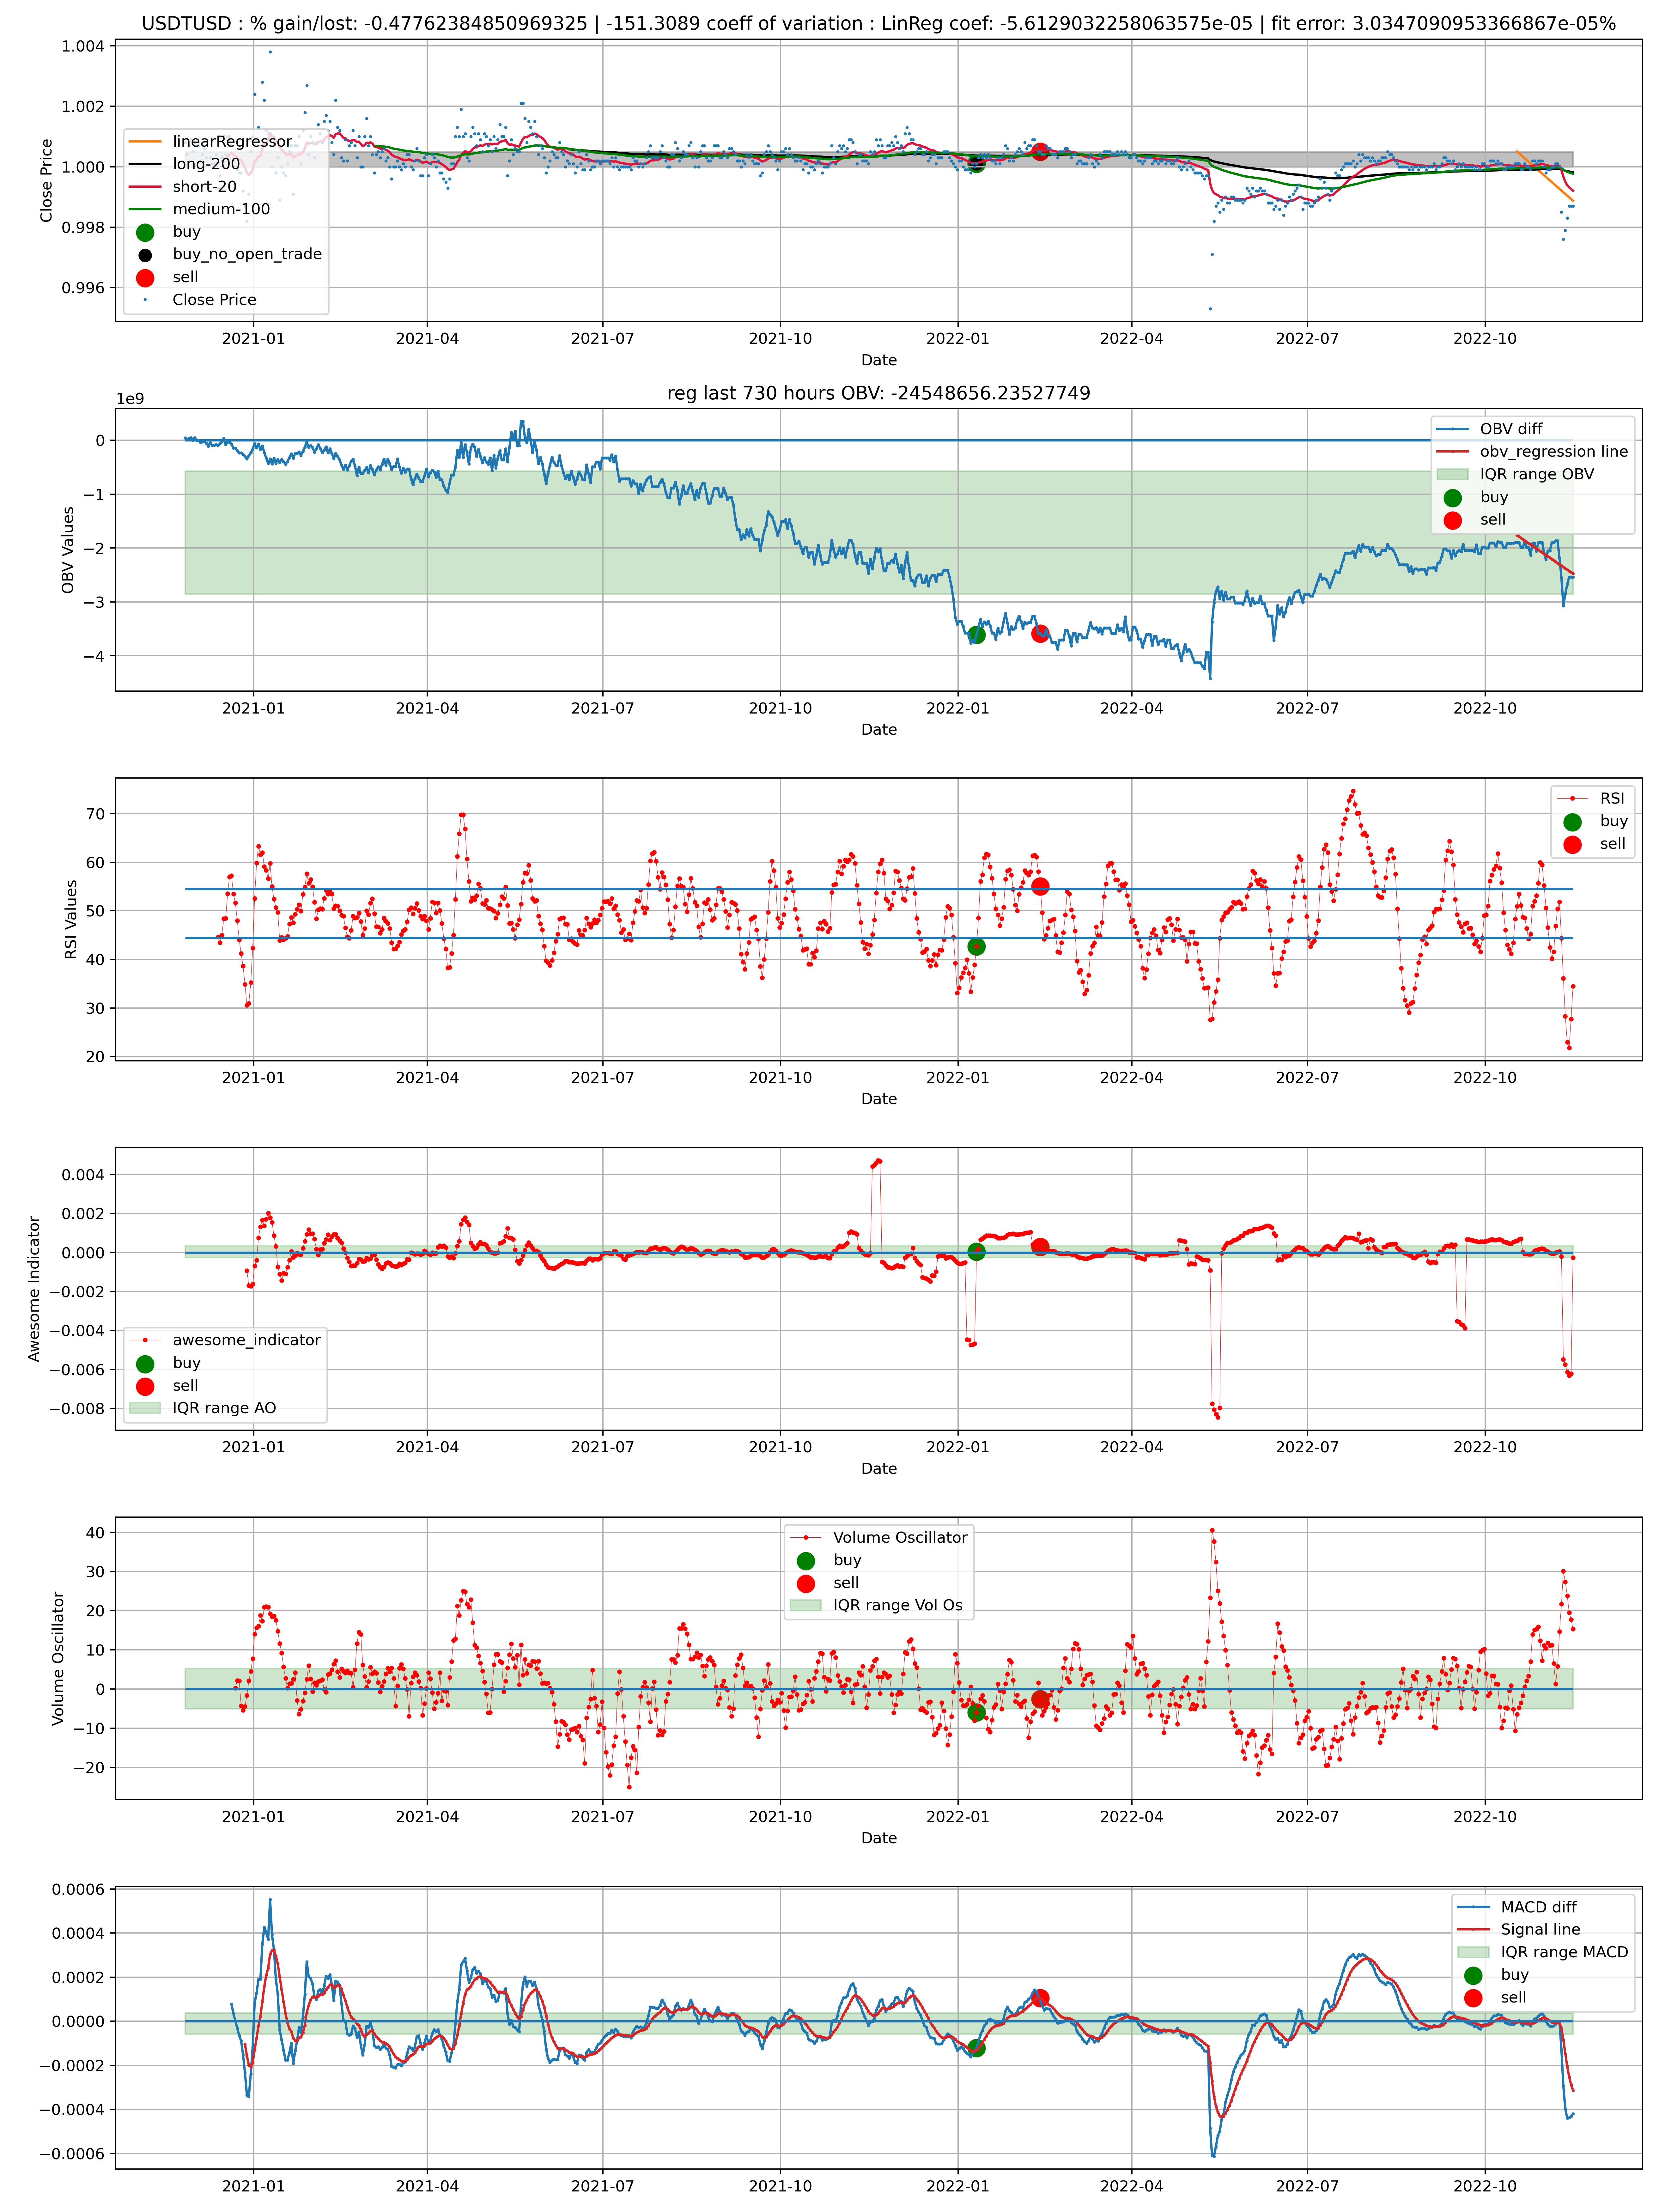 USDTUSD : % gain/lost: -0.47762384850969325 | -151.3089 coeff of variation : LinReg coef: -5.6129032258063575e-05 | fit error: 3.0347090953366867e-05%
1.004
1.002
1.000
0.998
0.996
Close Price
linearRegressor
long-200
short-20
medium-100
buy
buy_no_open_trade
sell
Close Price
2021-01 2021-04 2021-07 2021-10 2022-01 2022-04 2022-07 2022-10
Date
reg last 730 hours OBV: -24548656.23527749
1e9
0
−1
−2
−3
−4
OBV Values
OBV diff
obv_regression line
IQR range OBV
buy
sell
2021-01 2021-04 2021-07 2021-10 2022-01 2022-04 2022-07 2022-10
Date
70
60
50
40
30
20
RSI Values
RSI
buy
sell
2021-01 2021-04 2021-07 2021-10 2022-01 2022-04 2022-07 2022-10
Date
0.004
0.002
0.000
−0.002
−0.004
−0.006
−0.008
Awesome Indicator
awesome_indicator
buy
sell
IQR range AO
2021-01 2021-04 2021-07 2021-10 2022-01 2022-04 2022-07 2022-10
Date
40
30
20
10
0
−10
−20
Volume Oscillator
Volume Oscillator
buy
sell
IQR range Vol Os
2021-01 2021-04 2021-07 2021-10 2022-01 2022-04 2022-07 2022-10
Date
0.0006
0.0004
0.0002
0.0000
−0.0002
−0.0004
−0.0006
MACD diff
Signal line
IQR range MACD
buy
sell
2021-01 2021-04 2021-07 2021-10 2022-01 2022-04 2022-07 2022-10